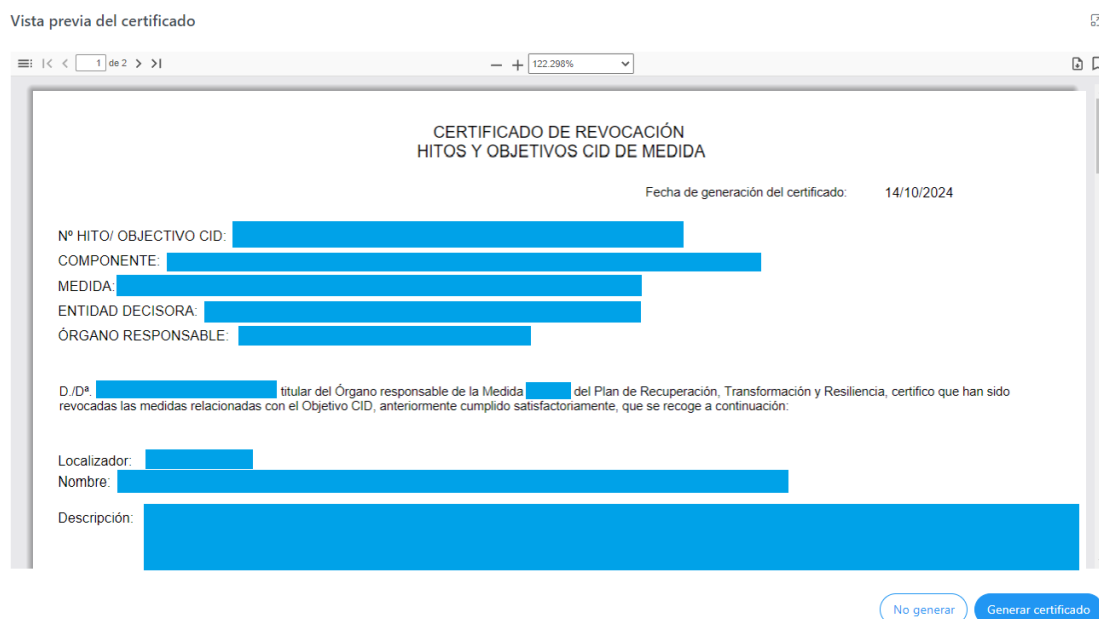 Vista previa del certificado
1 de 2 122.298%
CERTIFICADO DE REVOCACIÓN
HITOS Y OBJETIVOS CID DE MEDIDA
Fecha de generación del certificado: 14/10/2024
Nº HITO/ OBJECTIVO CID:
COMPONENTE:
MEDIDA:
ENTIDAD DECISORA:
ÓRGANO RESPONSABLE:
D./Dª. titular del Órgano responsable de la Medida del Plan de Recuperación, Transformación y Resiliencia, certifico que han sido
revocadas las medidas relacionadas con el Objetivo CID, anteriormente cumplido satisfactoriamente, que se recoge a continuación:
Localizador:
Nombre:
Descripción:
No generar Generar certificado